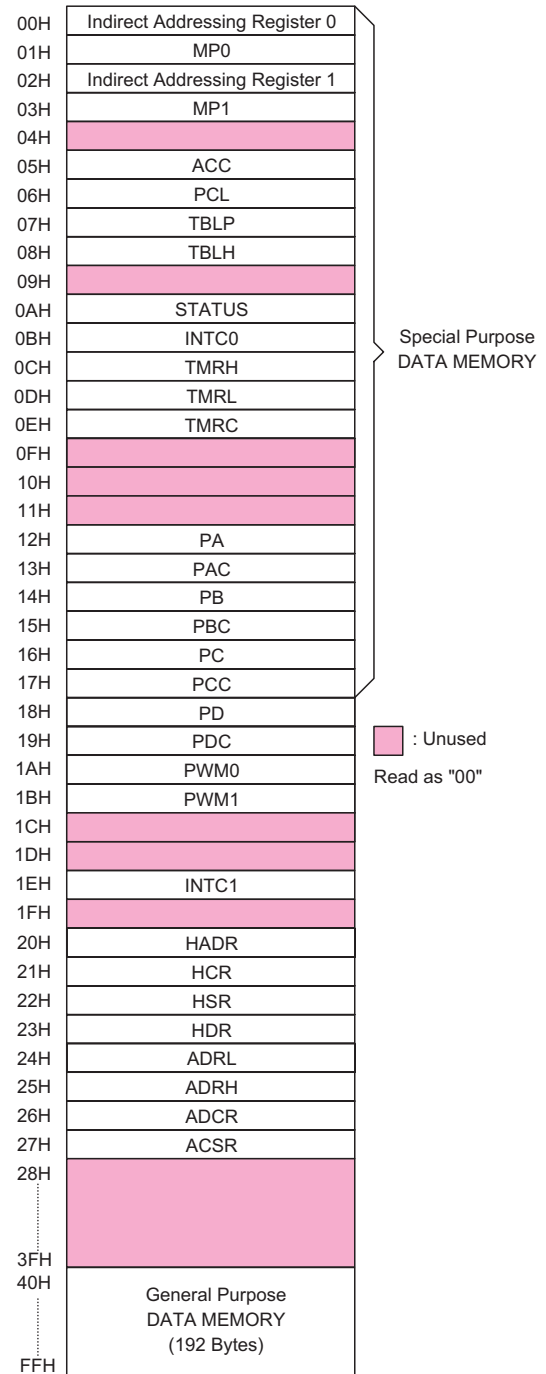 00H Indirect Addressing Register 0
01H MP0
02H Indirect Addressing Register 1
03H MP1
04H
05H ACC
06H PCL
07H TBLP
08H TBLH
09H
0AH STATUS
0BH INTC0
0CH TMRH
0DH TMRL
0EH TMRC
0FH
10H
11H
12H PA
13H PAC
14H PB
15H PBC
16H PC
17H PCC
18H PD
19H PDC
1AH PWM0
1BH PWM1
1CH
1DH
1EH INTC1
1FH
20H HADR
21H HCR
22H HSR
23H HDR
24H ADRL
25H ADRH
26H ADCR
27H ACSR
28H
3FH
40H
General Purpose
DATA MEMORY
(192 Bytes)
FFH
Special Purpose
DATA MEMORY
: Unused
Read as "00"